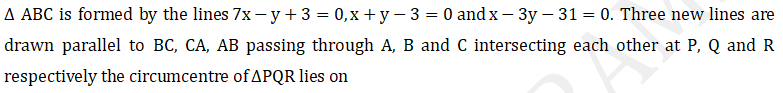 Δ ABC is formed by the lines 7x − y + 3 = 0, x + y − 3 = 0 and x − 3y − 31 = 0. Three new lines are
drawn parallel to BC, CA, AB passing through A, B and C intersecting each other at P, Q and R
respectively the circumcentre of ΔPQR lies on